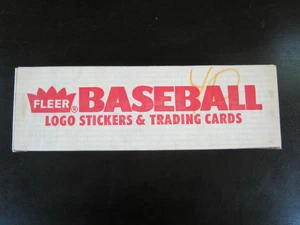 FLEER® BASEBALL
LOGO STICKERS & TRADING CARDS